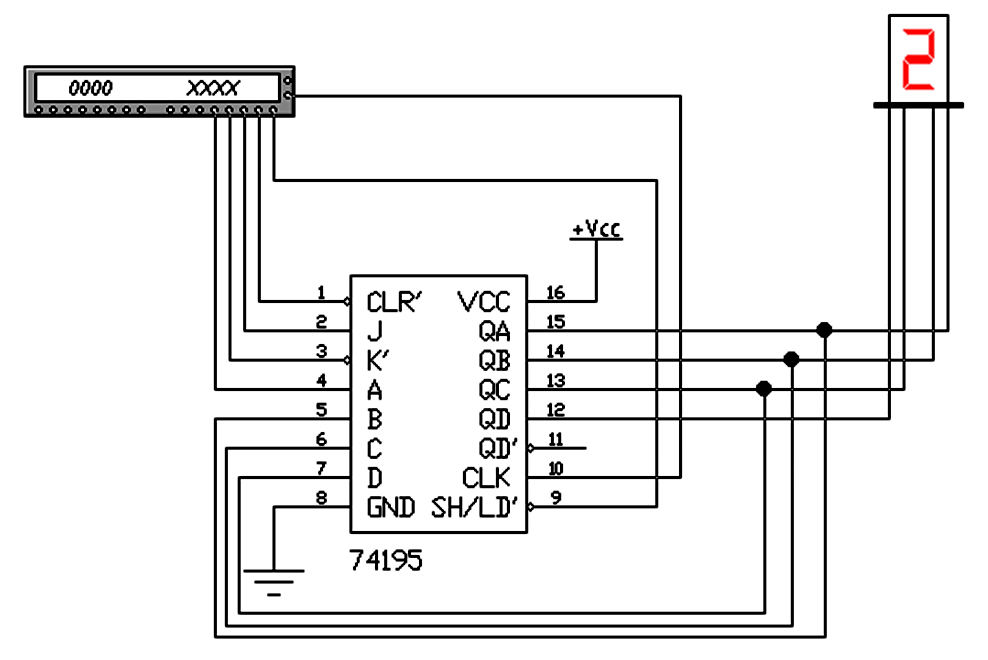 2
0000 XXXX
+Vcc
1 CLR' VCC 16
2 J QA 15
3 K' QB 14
4 A QC 13
5 B QD 12
6 C QD' 11
7 D CLK 10
8 GND SH/LD' 9
74195